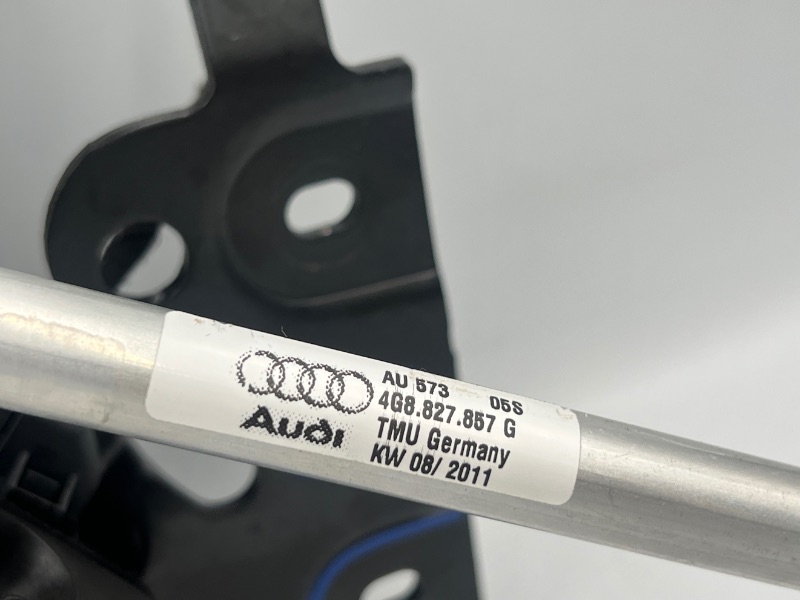 AU 573 05S
4G8.827.857 G
TMU Germany
KW 08/ 2011
Audi